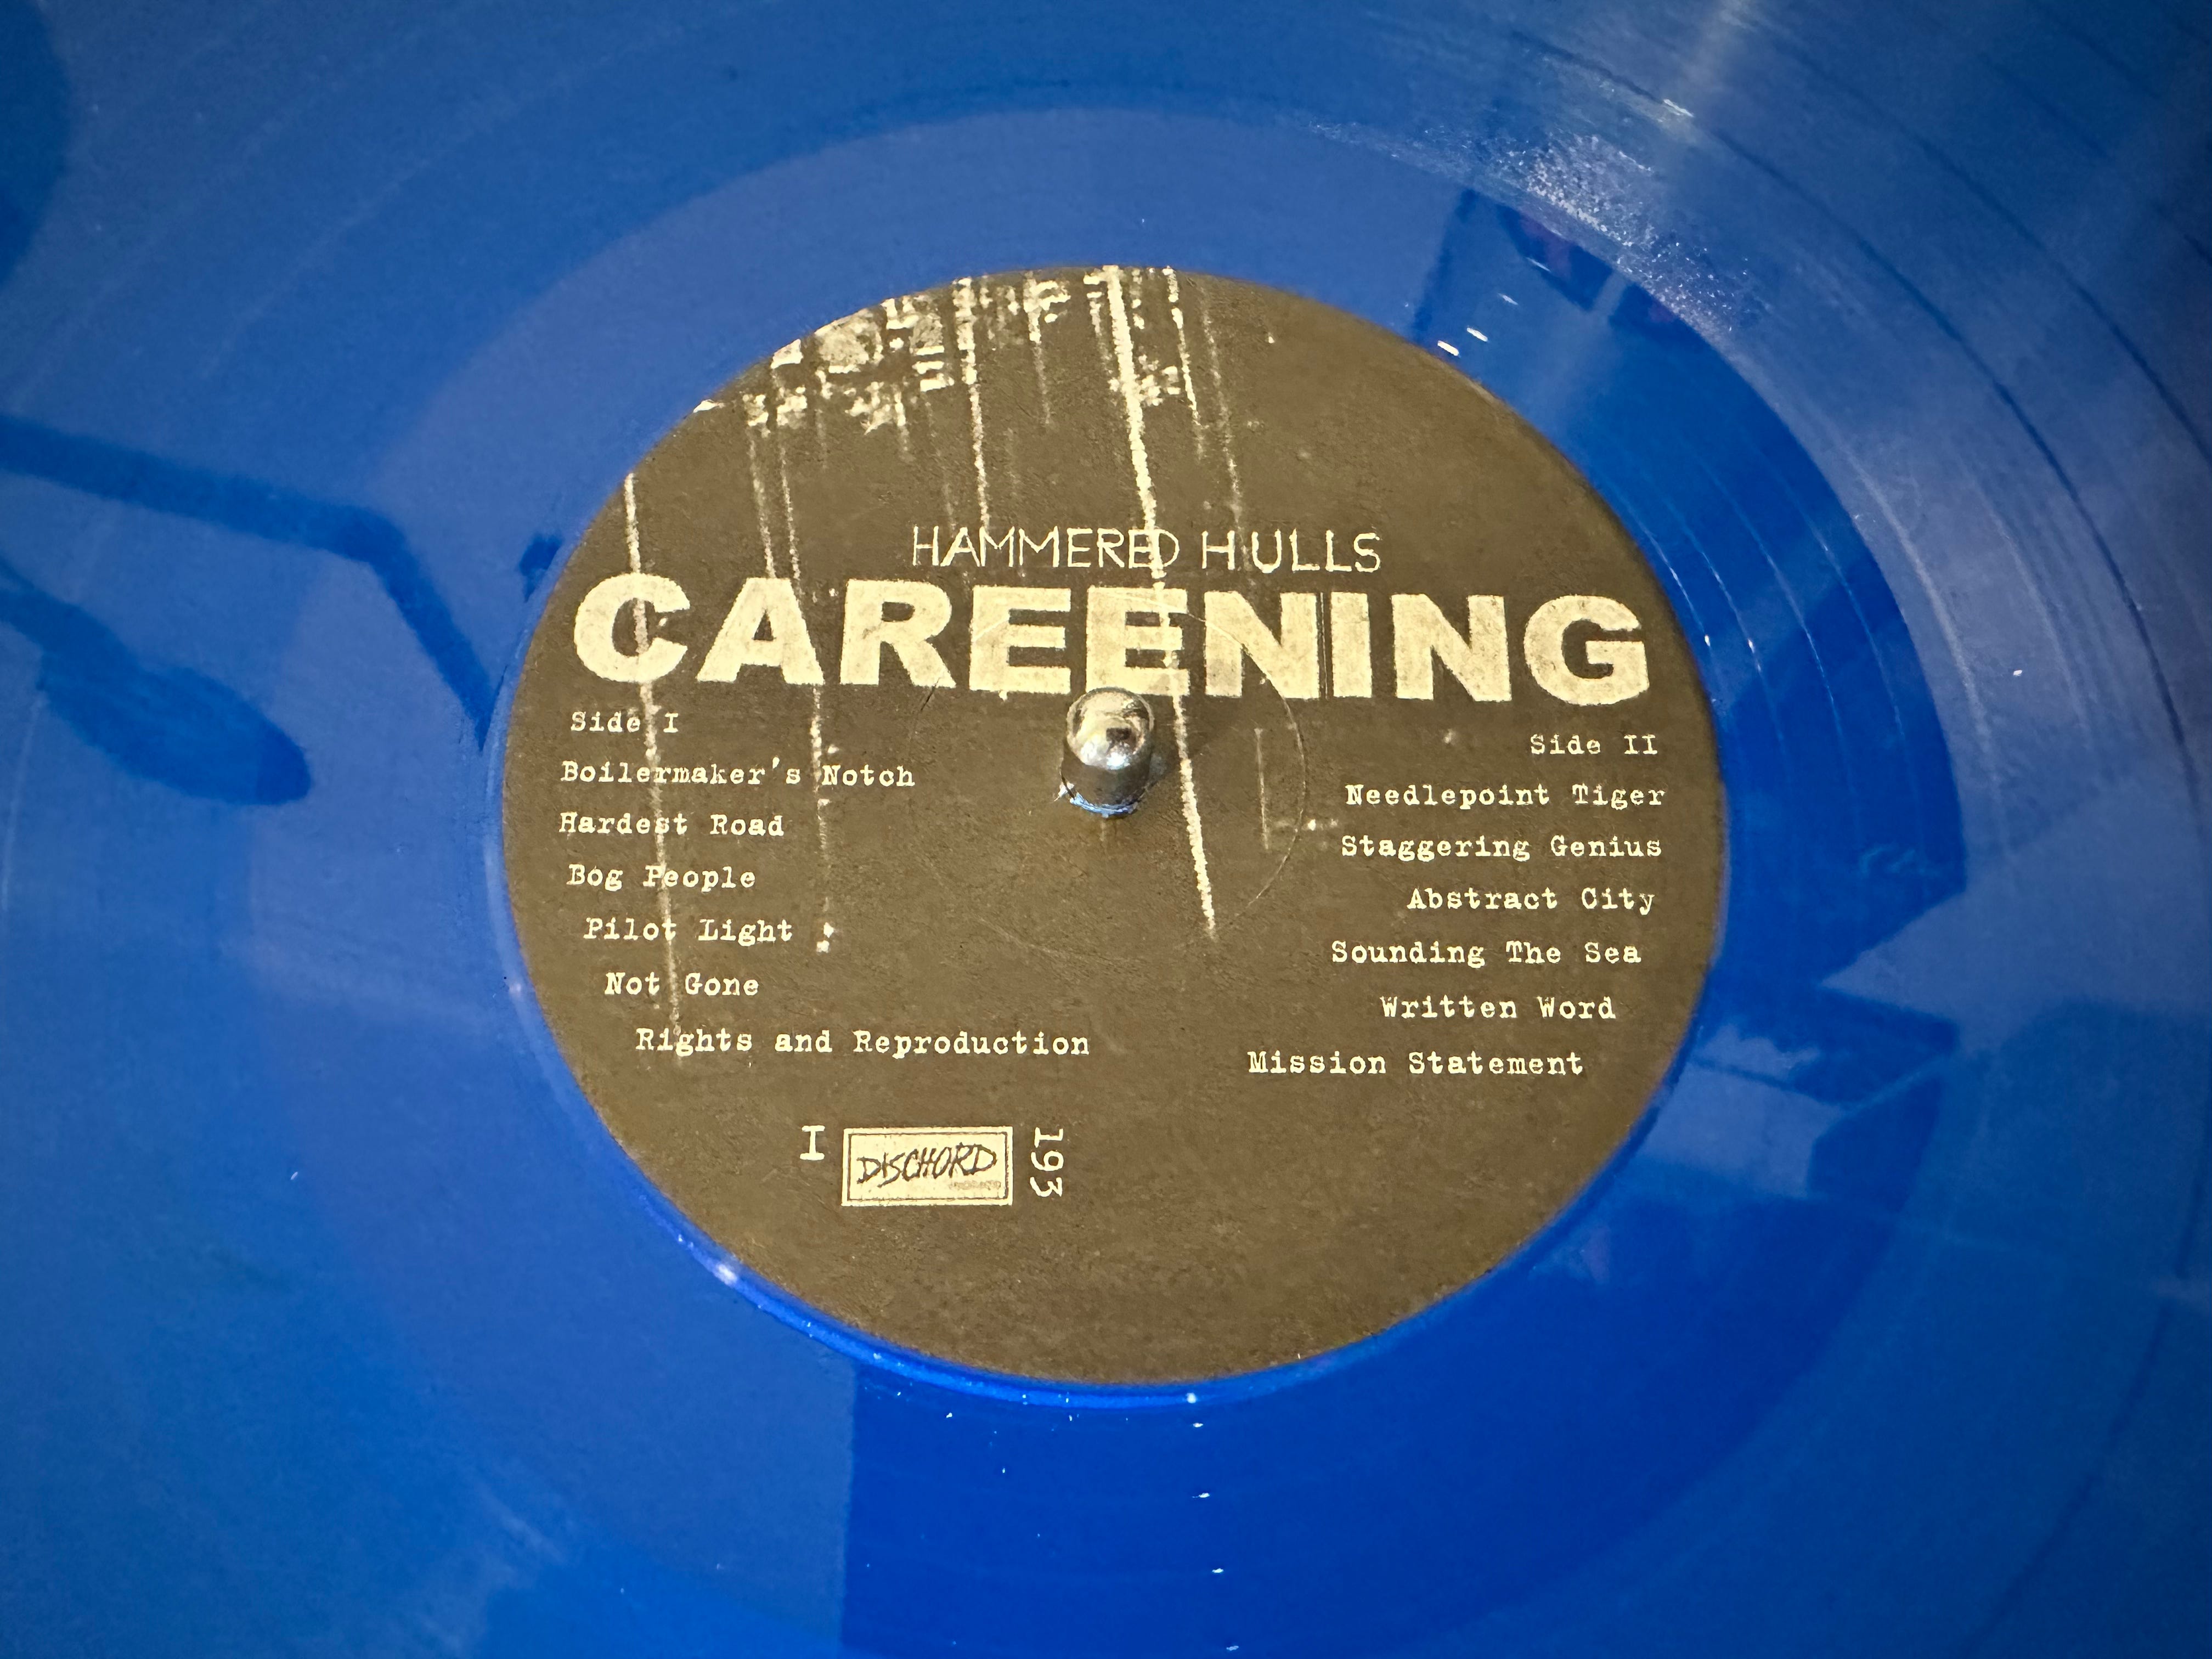 HAMMERED HULLS
CAREENING
Side I
Boilermaker's Notch
Hardest Road
Bog People
Pilot Light
Not Gone
Rights and Reproduction
Side II
Needlepoint Tiger
Staggering Genius
Abstract City
Sounding The Sea
Written Word
Mission Statement
I
DISCHORD
193